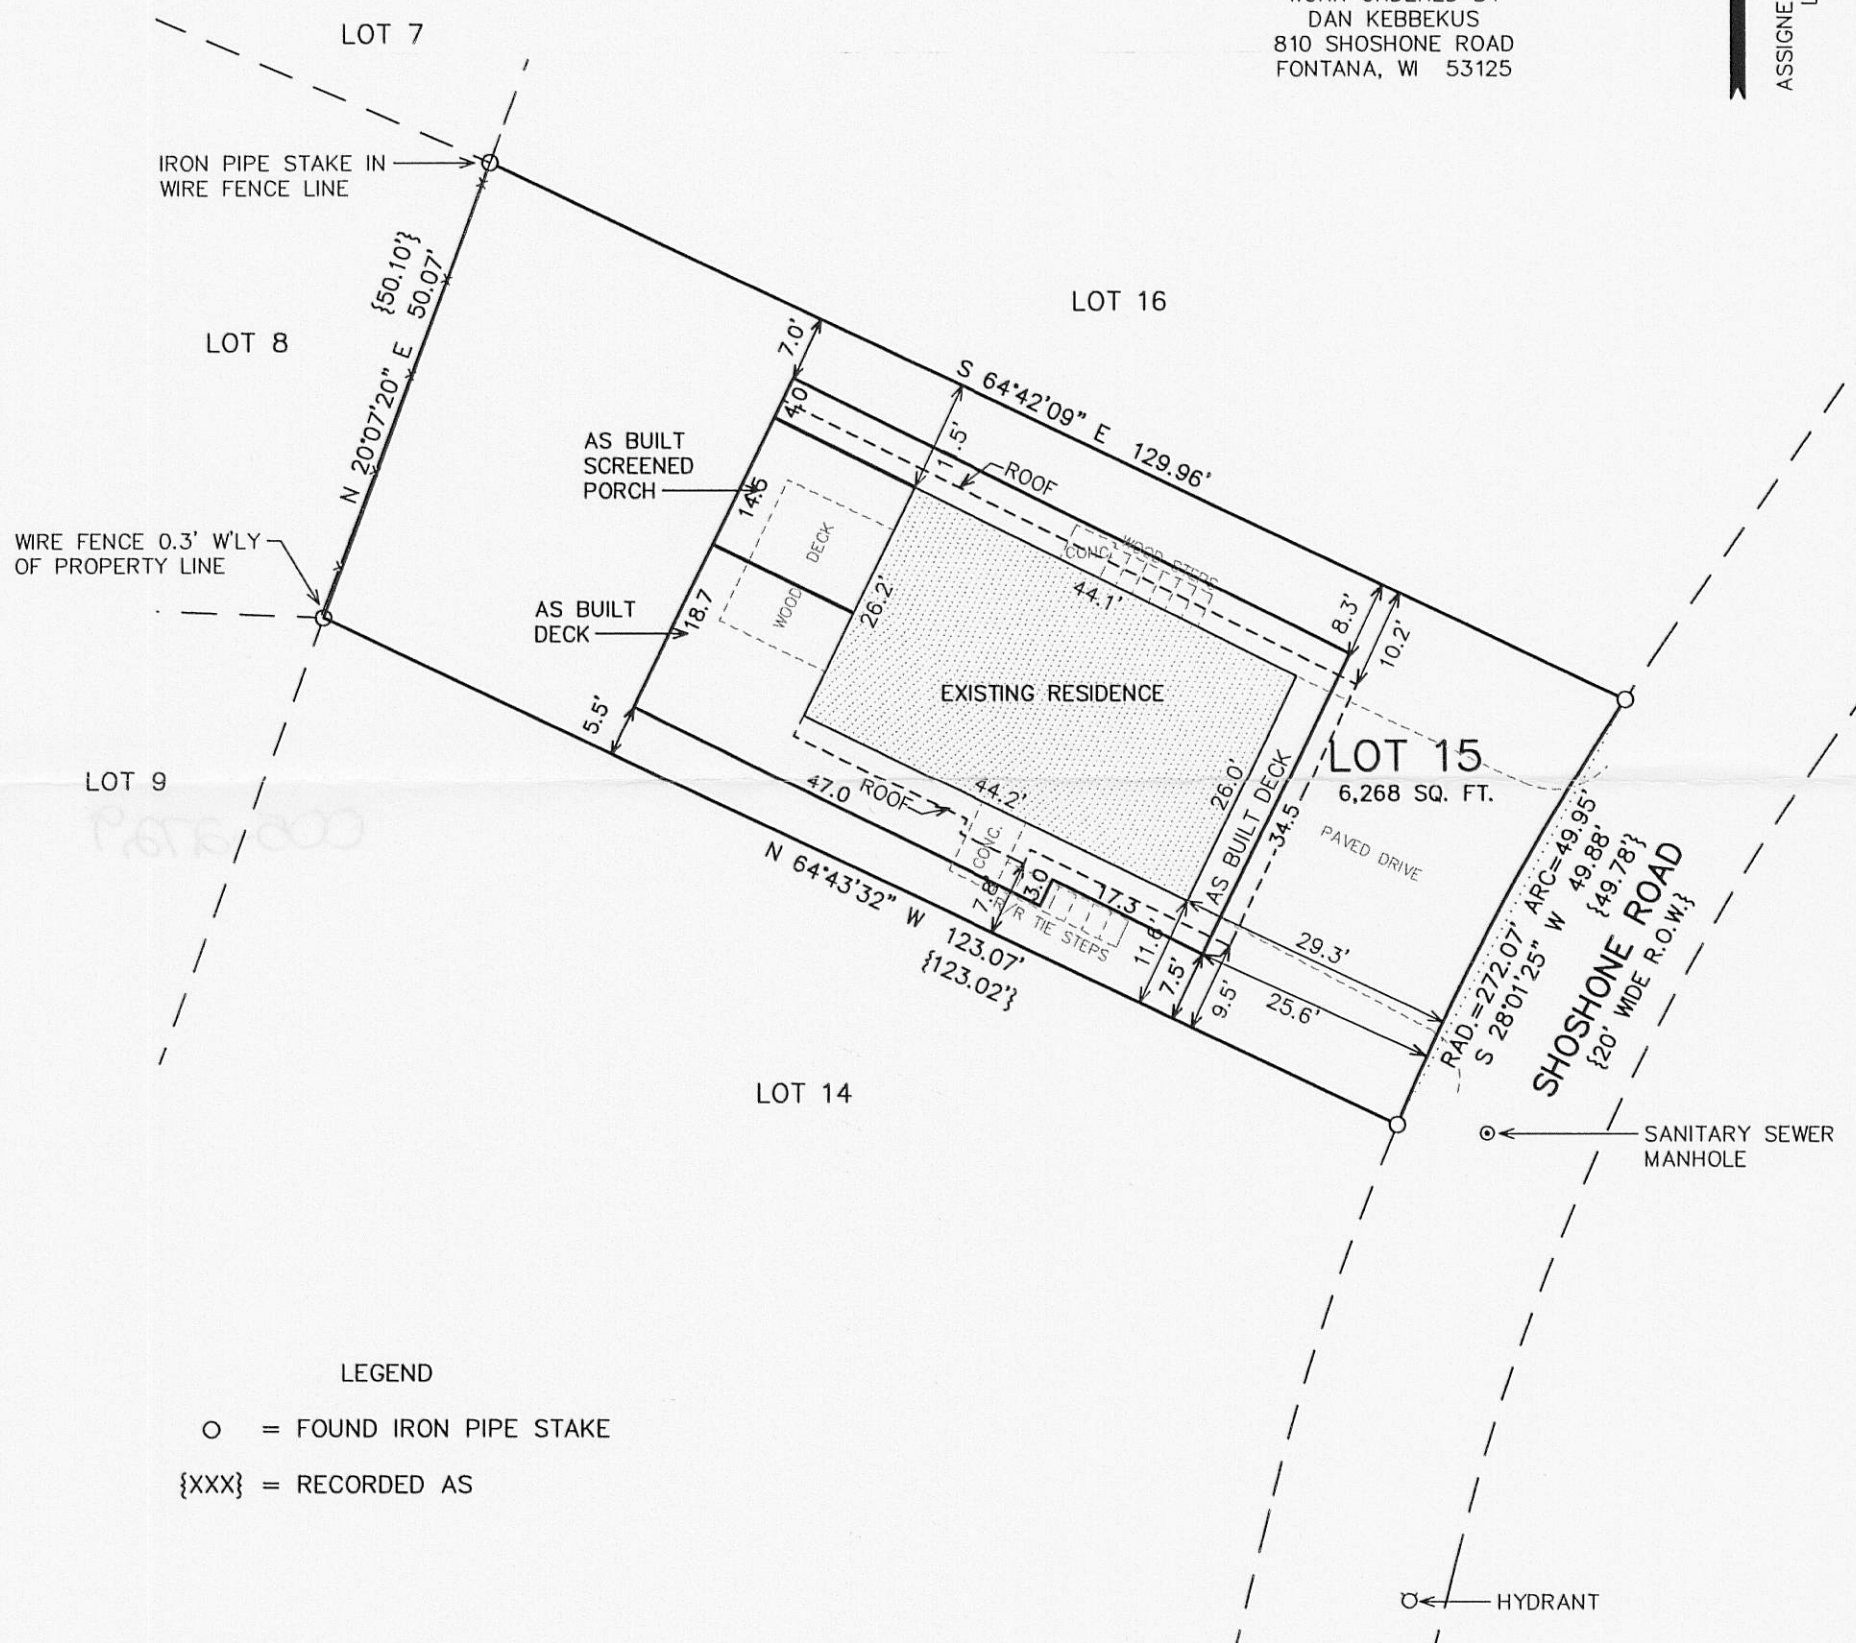 DAN KEBBEKUS
810 SHOSHONE ROAD
FONTANA, WI 53125
ASSIGNE
LOT 7
IRON PIPE STAKE IN
WIRE FENCE LINE
{50.10'}
N 20°07'20" E 50.07'
LOT 8
LOT 16
7.0'
4.0
S 64°42'09" E 129.96'
AS BUILT
SCREENED
PORCH
14.5
ROOF
WIRE FENCE 0.3' W'LY
OF PROPERTY LINE
DECK
WOOD
CONC.
WOOD STEPS
44.1'
26.2'
AS BUILT
DECK
18.7
8.3'
10.2'
EXISTING RESIDENCE
5.5'
LOT 15
6,268 SQ. FT.
LOT 9
47.0
ROOF
44.2'
26.0'
AS BUILT DECK
34.5
PAVED DRIVE
CONC.
3.0
7.8'
R/R TIE STEPS
17.3
N 64°43'32" W 123.07'
{123.02'}
11.6'
7.5'
9.5'
29.3'
25.6'
RAD.=272.07' ARC=49.95'
S 28°01'25" W 49.88'
{49.78'}
SHOSHONE ROAD
{20' WIDE R.O.W.}
LOT 14
SANITARY SEWER
MANHOLE
LEGEND
O = FOUND IRON PIPE STAKE
{XXX} = RECORDED AS
HYDRANT